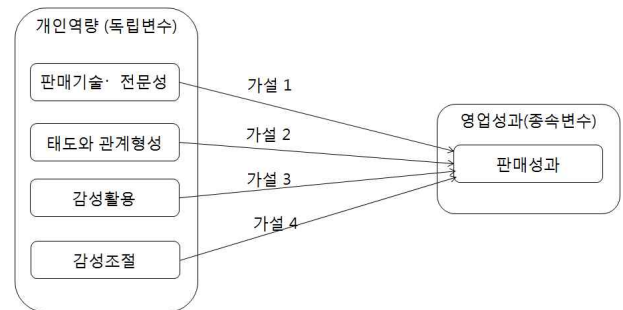 개인역량 (독립변수)
판매기술· 전문성
태도와 관계형성
감성활용
감성조절
가설 1
가설 2
가설 3
가설 4
영업성과(종속변수)
판매성과